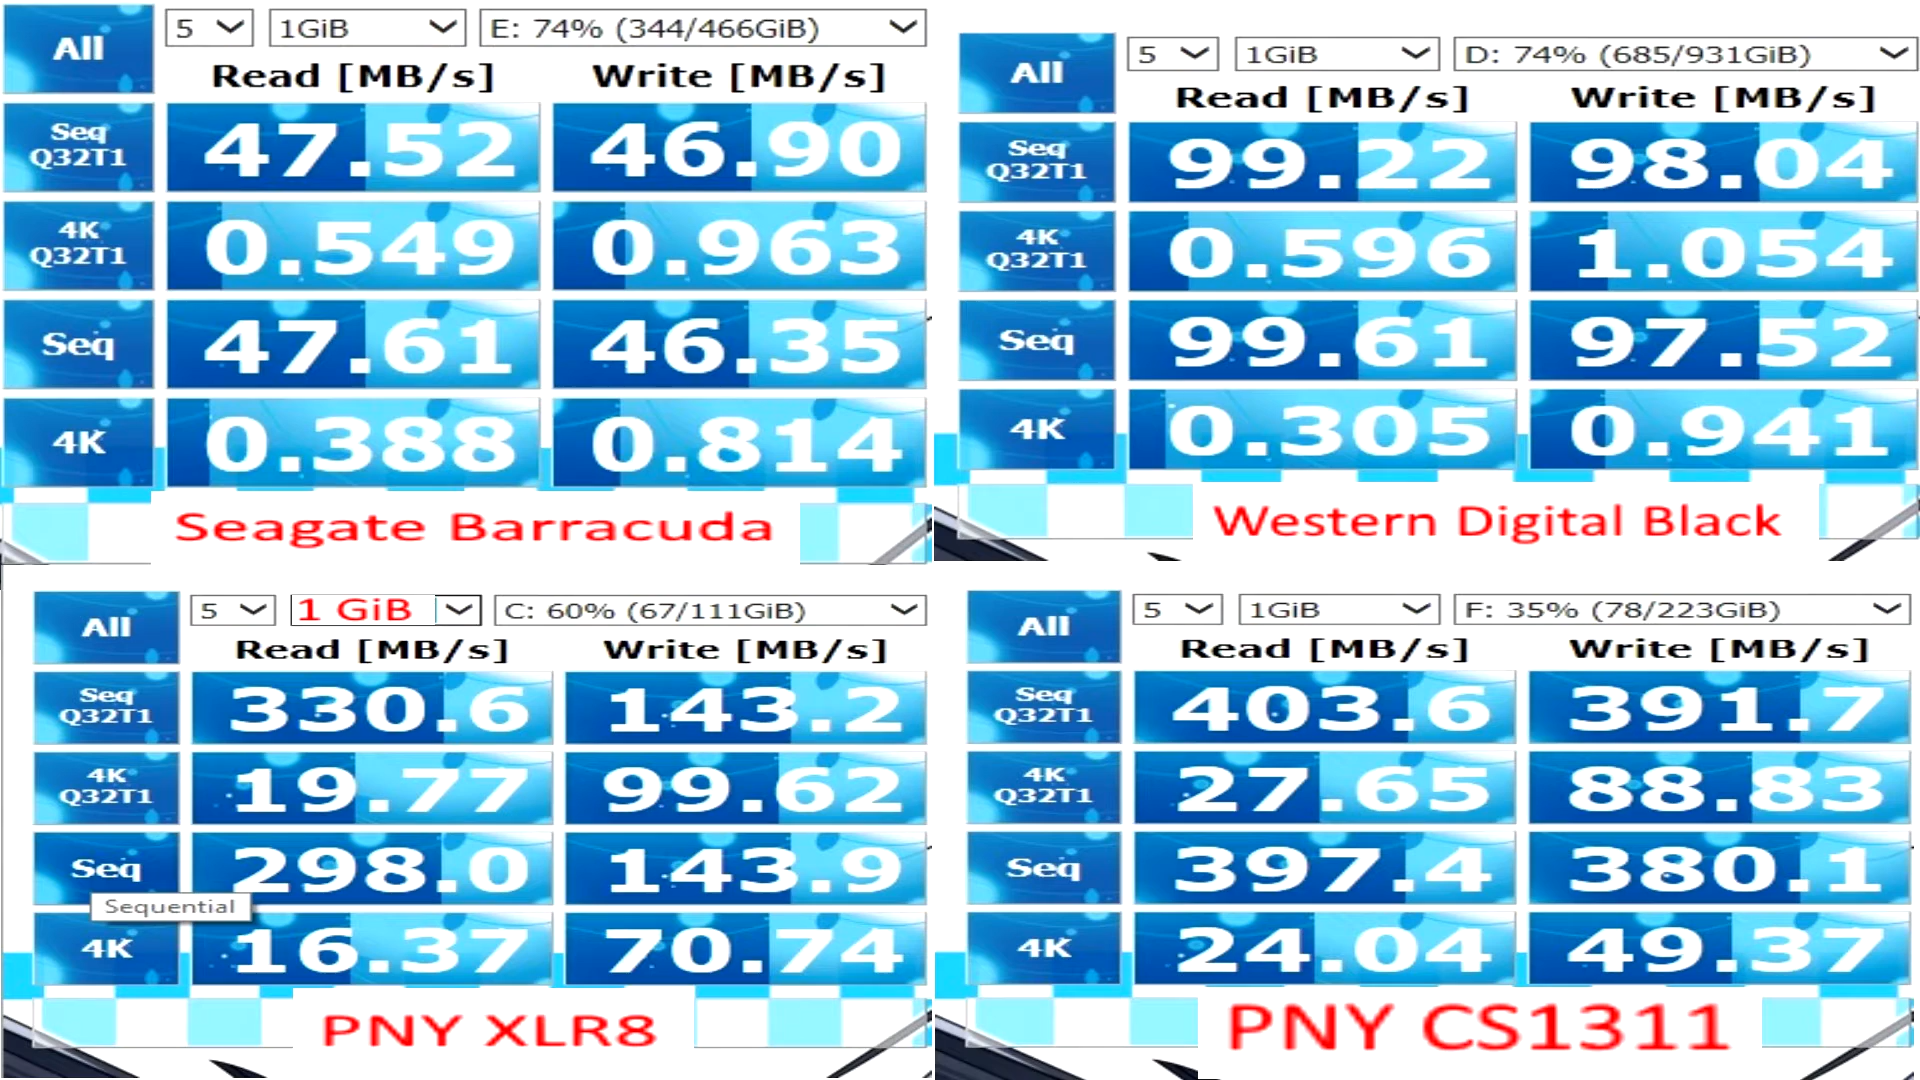 All 5 1GiB E: 74% (344/466GiB)
Read [MB/s] Write [MB/s]
Seq
Q32T1 47.52 46.90
4K
Q32T1 0.549 0.963
Seq 47.61 46.35
4K 0.388 0.814
Seagate Barracuda
All 5 1GiB D: 74% (685/931GiB)
Read [MB/s] Write [MB/s]
Seq
Q32T1 99.22 98.04
4K
Q32T1 0.596 1.054
Seq 99.61 97.52
4K 0.305 0.941
Western Digital Black
All 5 1 GiB C: 60% (67/111GiB)
Read [MB/s] Write [MB/s]
Seq
Q32T1 330.6 143.2
4K
Q32T1 19.77 99.62
Seq 298.0 143.9
Sequential
4K 16.37 70.74
PNY XLR8
All 5 1GiB F: 35% (78/223GiB)
Read [MB/s] Write [MB/s]
Seq
Q32T1 403.6 391.7
4K
Q32T1 27.65 88.83
Seq 397.4 380.1
4K 24.04 49.37
PNY CS1311